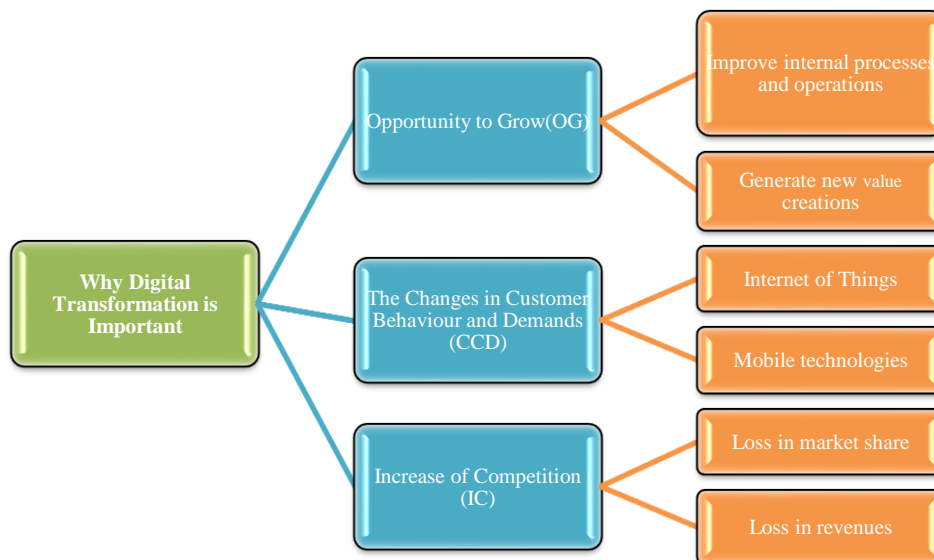 Why Digital
Transformation is
Important
Opportunity to Grow(OG)
Improve internal processes
and operations
Generate new value
creations
The Changes in Customer
Behaviour and Demands
(CCD)
Internet of Things
Mobile technologies
Increase of Competition
(IC)
Loss in market share
Loss in revenues